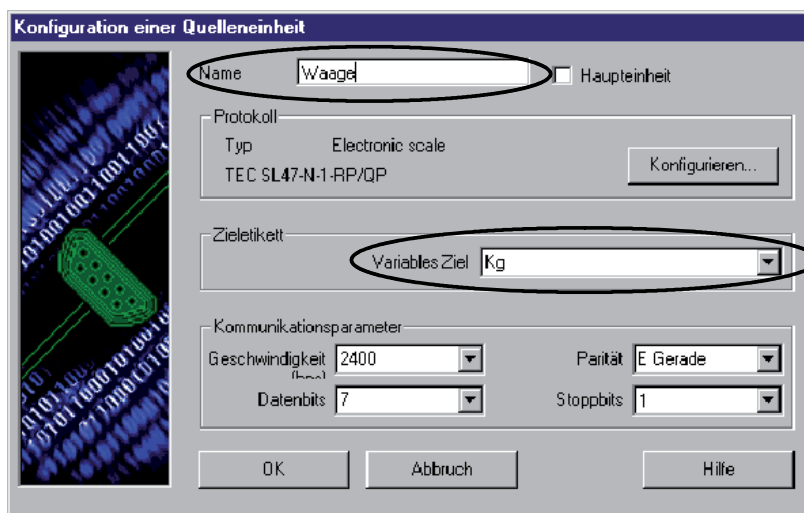 Konfiguration einer Quelleneinheit
Name Waage Haupteinheit
Protokoll
Typ Electronic scale
TEC SL47-N-1-RP/QP Konfigurieren...
Zieletikett
Variables Ziel Kg
Kommunikationsparameter
Geschwindigkeit 2400 Parität E Gerade
Datenbits 7 Stoppbits 1
OK Abbruch Hilfe